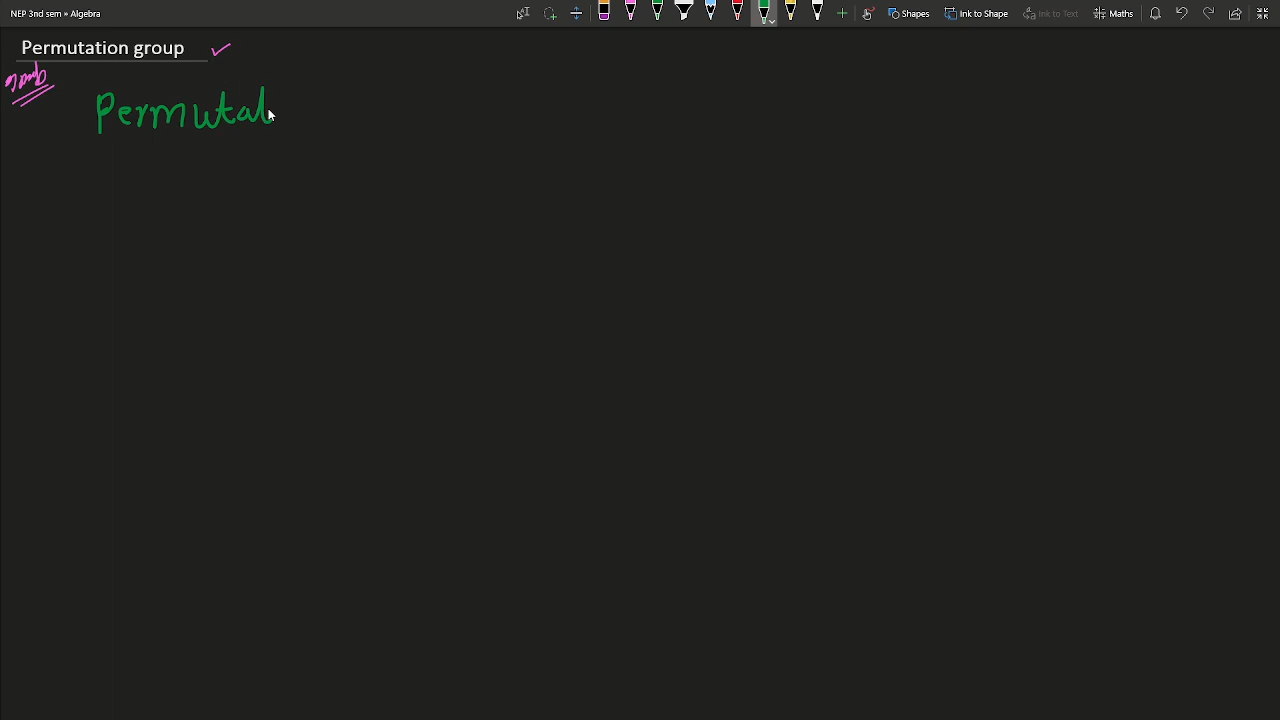 NEP 3nd sem » Algebra
Shapes
Ink to Shape
Ink to Text
Maths
Permutation group
Permutat